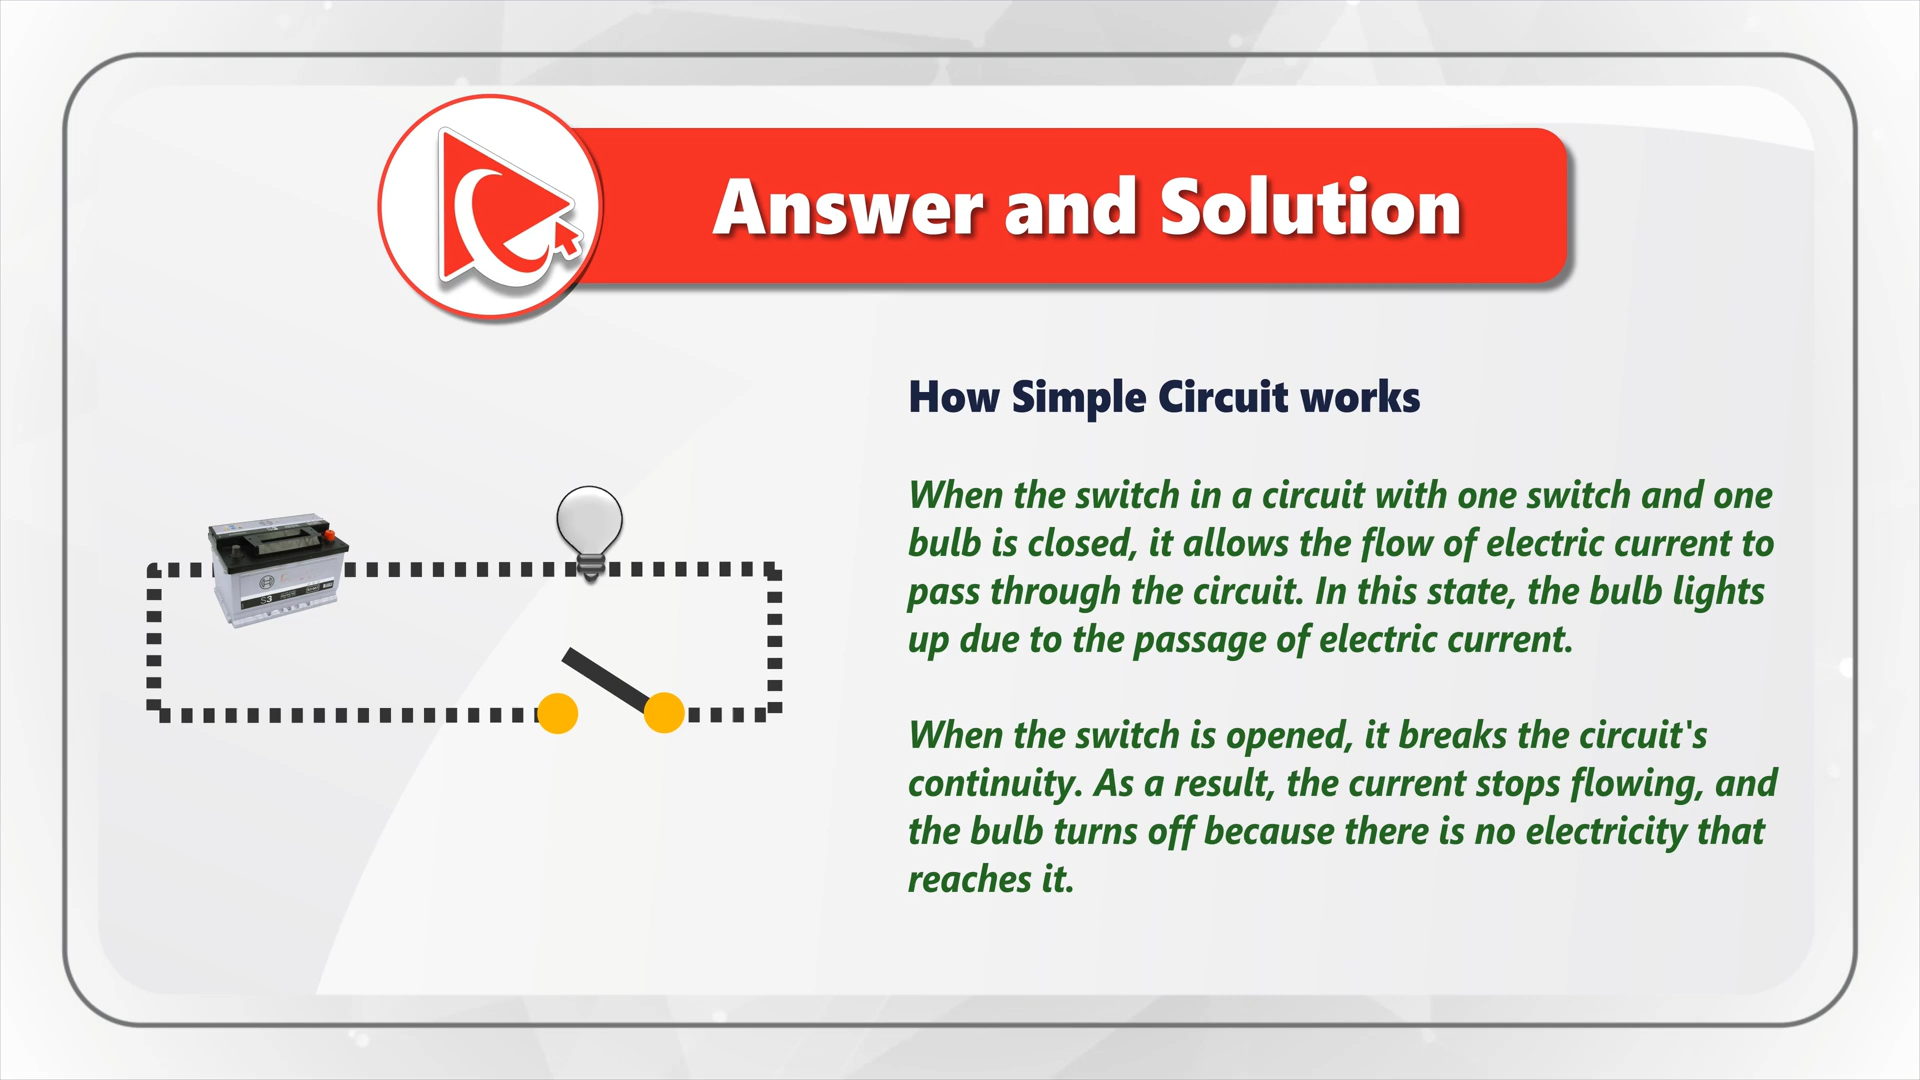 Answer and Solution
How Simple Circuit works
When the switch in a circuit with one switch and one
bulb is closed, it allows the flow of electric current to
pass through the circuit. In this state, the bulb lights
up due to the passage of electric current.
When the switch is opened, it breaks the circuit's
continuity. As a result, the current stops flowing, and
the bulb turns off because there is no electricity that
reaches it.
S3